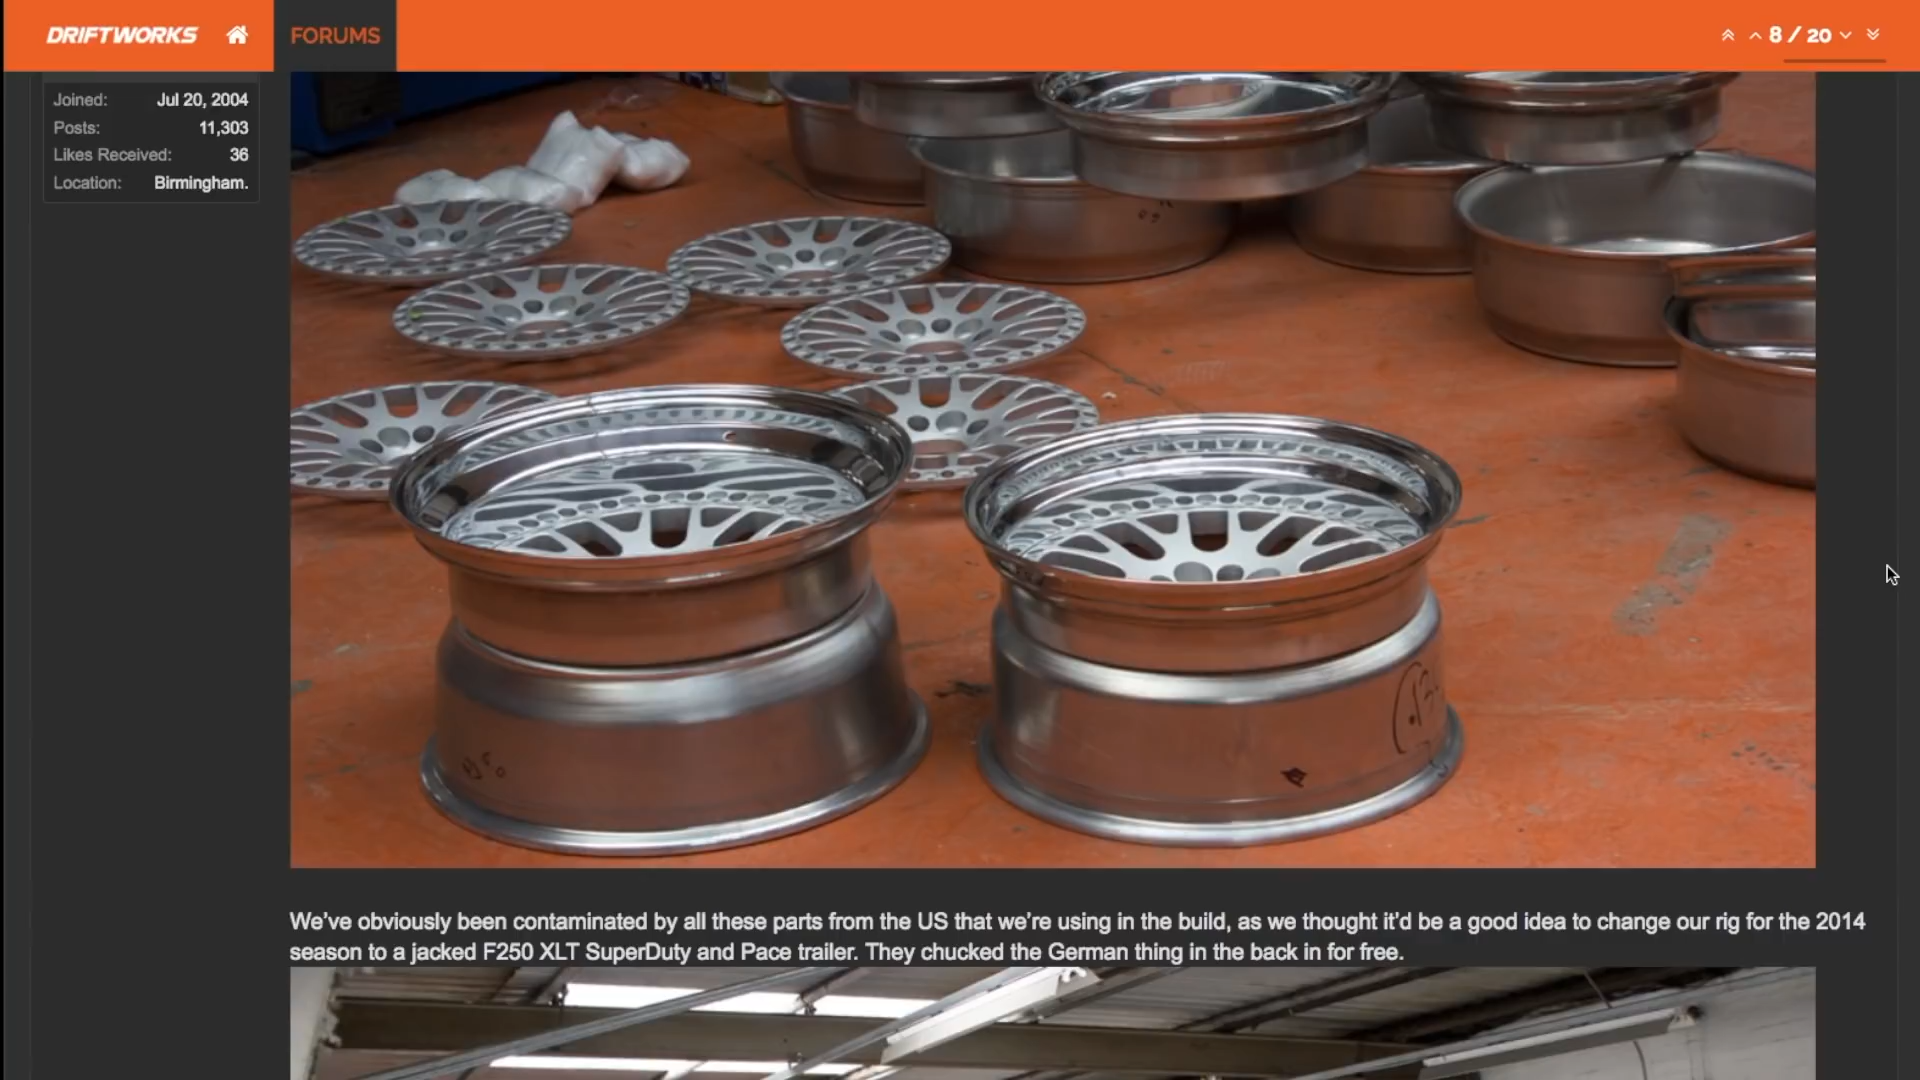 DRIFTWORKS
FORUMS
8 / 20
Joined: Jul 20, 2004
Posts: 11,303
Likes Received: 36
Location: Birmingham.
We've obviously been contaminated by all these parts from the US that we're using in the build, as we thought it'd be a good idea to change our rig for the 2014
season to a jacked F250 XLT SuperDuty and Pace trailer. They chucked the German thing in the back in for free.